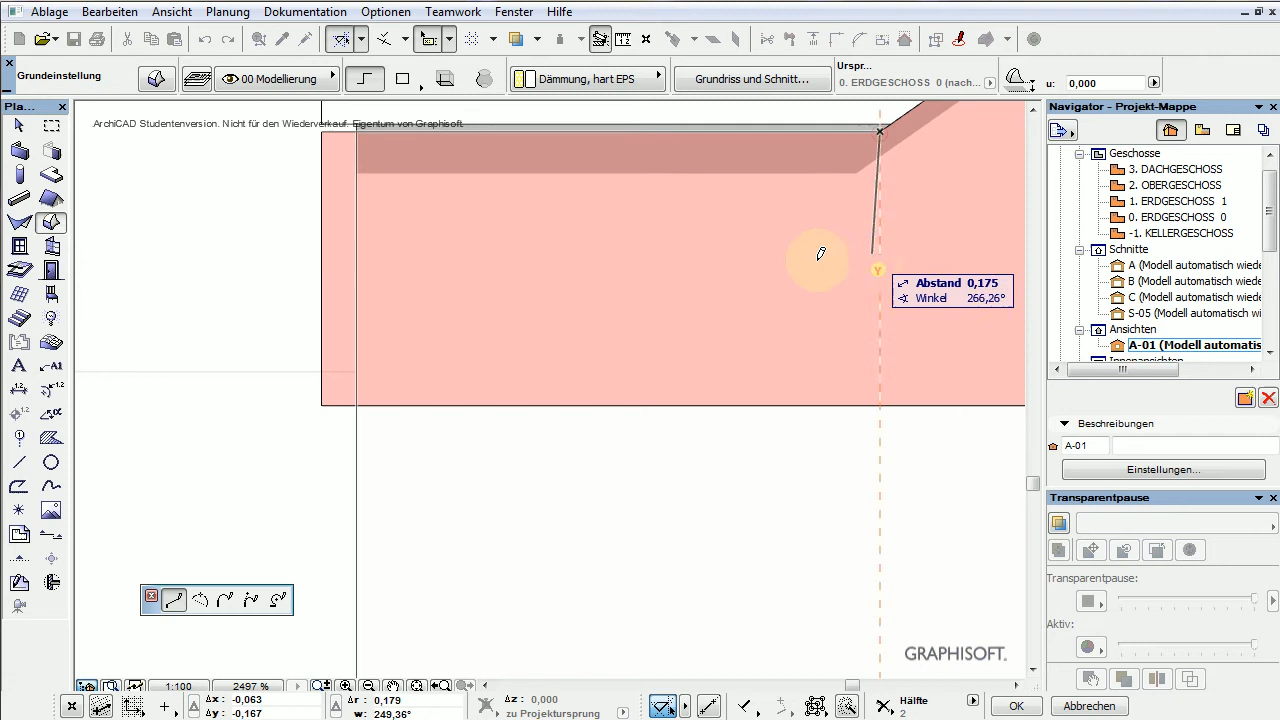 Ablage Bearbeiten Ansicht Planung Dokumentation Optionen Teamwork Fenster Hilfe
Grundeinstellung
00 Modellierung
Dämmung, hart EPS
Grundriss und Schnitt...
Urspr...
0. ERDGESCHOSS 0 (nach...
u: 0,000
Pla...
ArchiCAD Studentenversion. Nicht für den Wiederverkauf. Eigentum von Graphisoft.
Y
Abstand 0,175
Winkel 266,26°
GRAPHISOFT.
Navigator - Projekt-Mappe
Geschosse
3. DACHGESCHOSS
2. OBERGESCHOSS
1. ERDGESCHOSS 1
0. ERDGESCHOSS 0
-1. KELLERGESCHOSS
Schnitte
A (Modell automatisch wiede
B (Modell automatisch wiede
C (Modell automatisch wiede
S-05 (Modell automatisch wi
Ansichten
A-01 (Modell automatis
Innenansichten
Beschreibungen
A-01
Einstellungen...
Transparentpause
Transparentpause:
Aktiv:
1:100
2497 %
Δx: -0,063
Δy: -0,167
Δr: 0,179
w: 249,36°
Δz: 0,000
zu Projektursprung
Hälfte
2
OK
Abbrechen